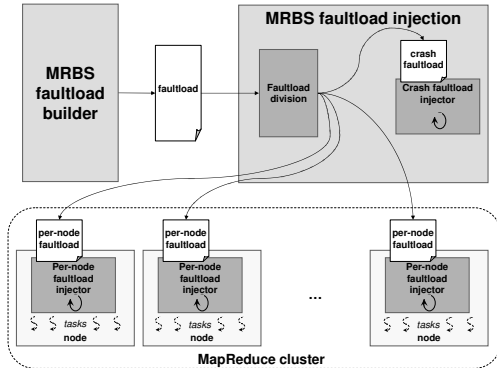 MRBS faultload injection
MRBS
faultload
builder
faultload
Faultload
division
crash
faultload
Crash faultload
injector
per-node
faultload
per-node
faultload
per-node
faultload
Per-node
faultload
injector
Per-node
faultload
injector
Per-node
faultload
injector
...
tasks
node
tasks
node
tasks
node
MapReduce cluster